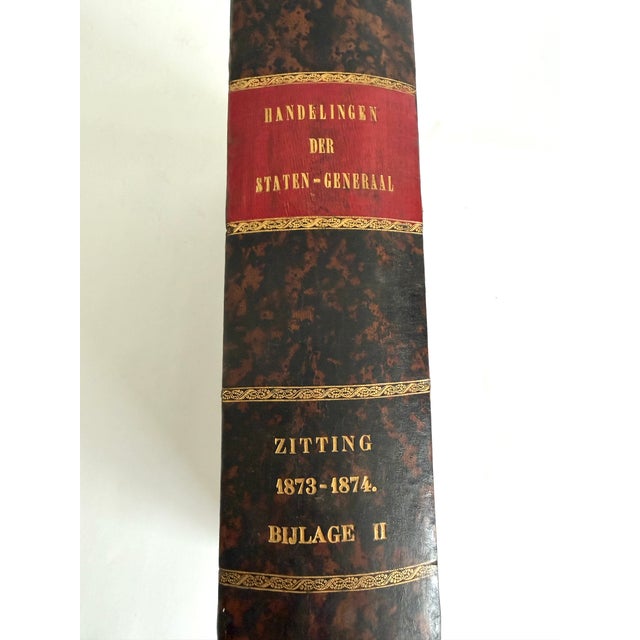 HANDELINGEN
DER
STATEN-GENERAAL
ZITTING
1873-1874.
BIJLAGE II